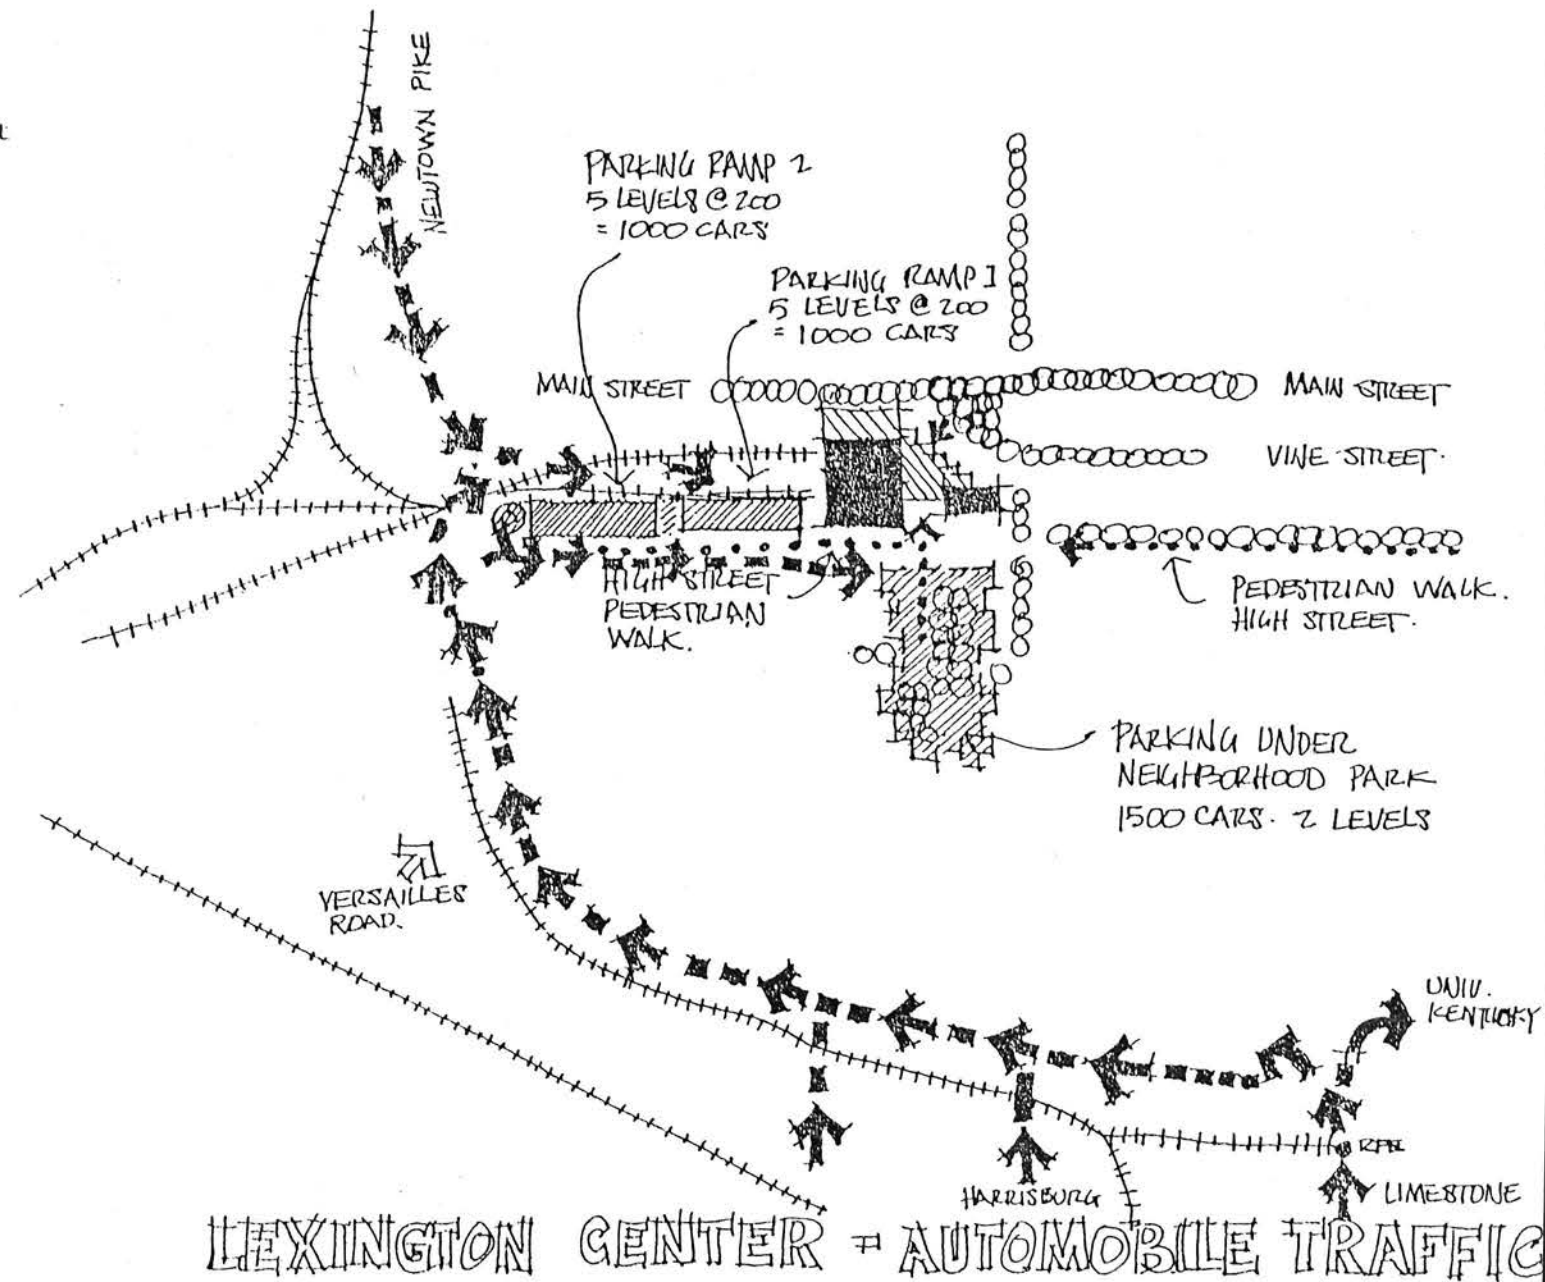 NEWTOWN PIKE
PARKING RAMP 2
5 LEVELS @ 200
= 1000 CARS
PARKING RAMP I
5 LEVELS @ 200
= 1000 CARS
MAIN STREET
MAIN STREET
VINE STREET.
HIGH STREET
PEDESTRIAN
WALK.
PEDESTRIAN WALK.
HIGH STREET.
PARKING UNDER
NEIGHBORHOOD PARK
1500 CARS. 2 LEVELS
VERSAILLES
ROAD.
UNIV.
KENTUCKY
HARRISBURG
LIMESTONE
LEXINGTON CENTER = AUTOMOBILE TRAFFIC